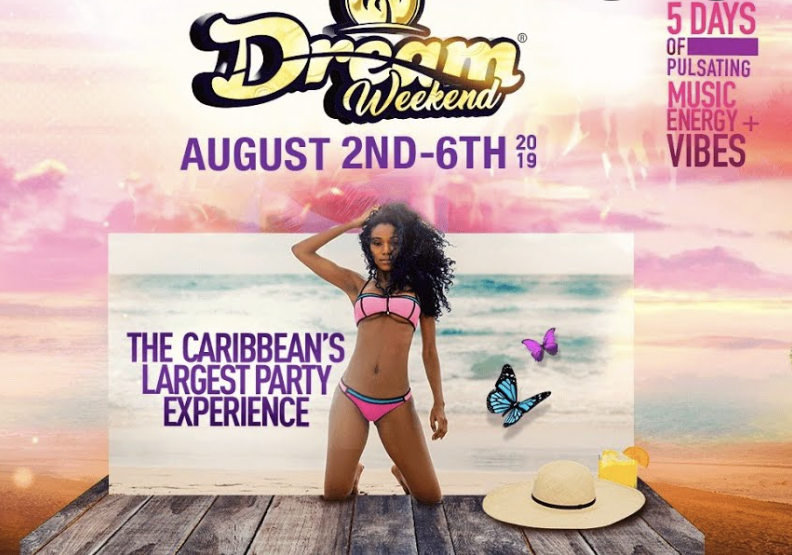 Dream®
Weekend
AUGUST 2ND-6TH 2019
5 DAYS
OF
PULSATING
MUSIC
ENERGY +
VIBES
THE CARIBBEAN'S
LARGEST PARTY
EXPERIENCE